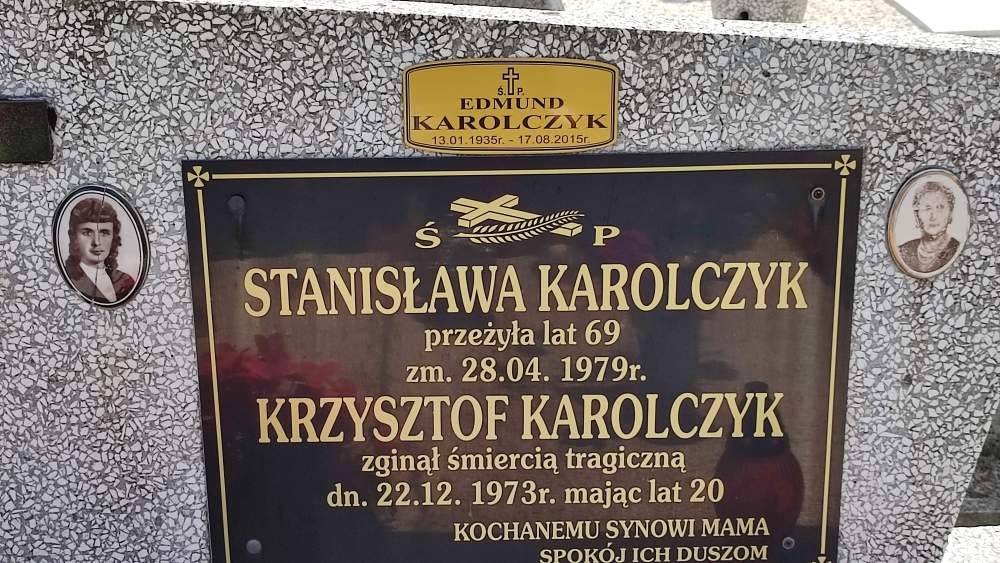 Ś. P.
EDMUND
KAROLCZYK
13.01.1935r. - 17.08.2015r.
Ś P
STANISŁAWA KAROLCZYK
przeżyła lat 69
zm. 28.04. 1979r.
KRZYSZTOF KAROLCZYK
zginął śmiercią tragiczną
dn. 22.12. 1973r. mając lat 20
KOCHANEMU SYNOWI MAMA
SPOKÓJ ICH DUSZOM